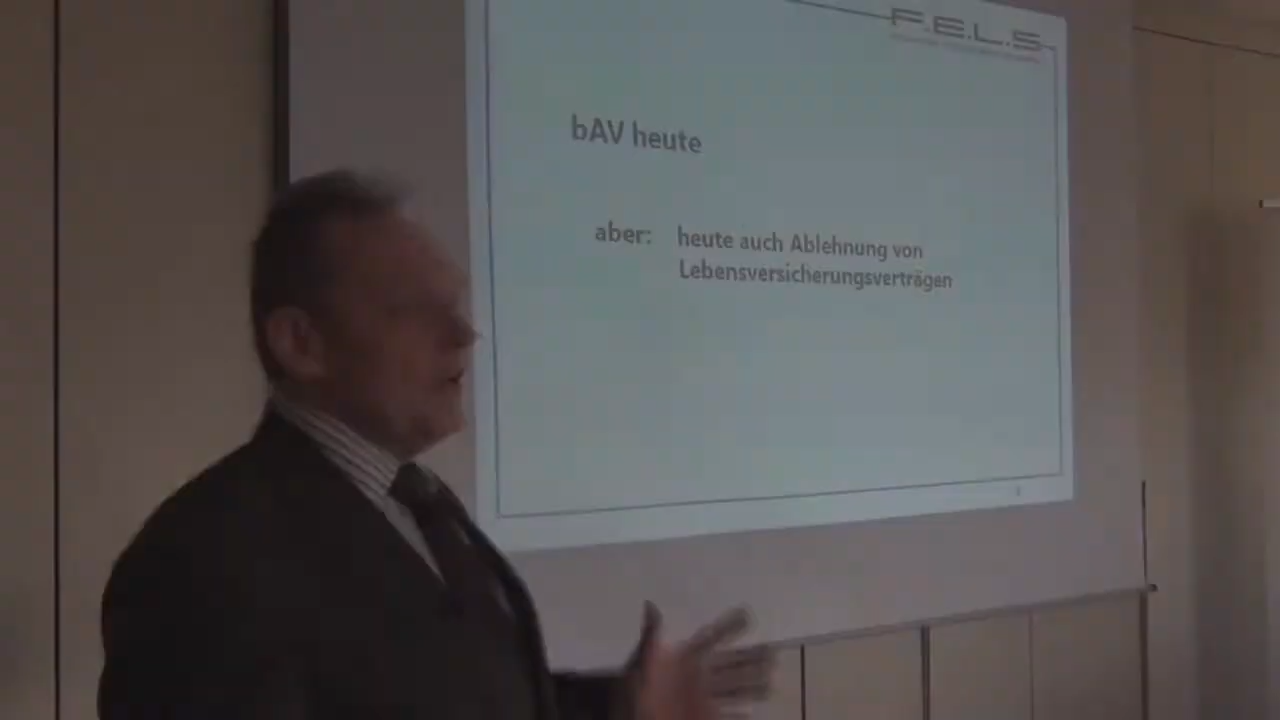 F.E.L.S
bAV heute
aber: heute auch Ablehnung von
Lebensversicherungsverträgen